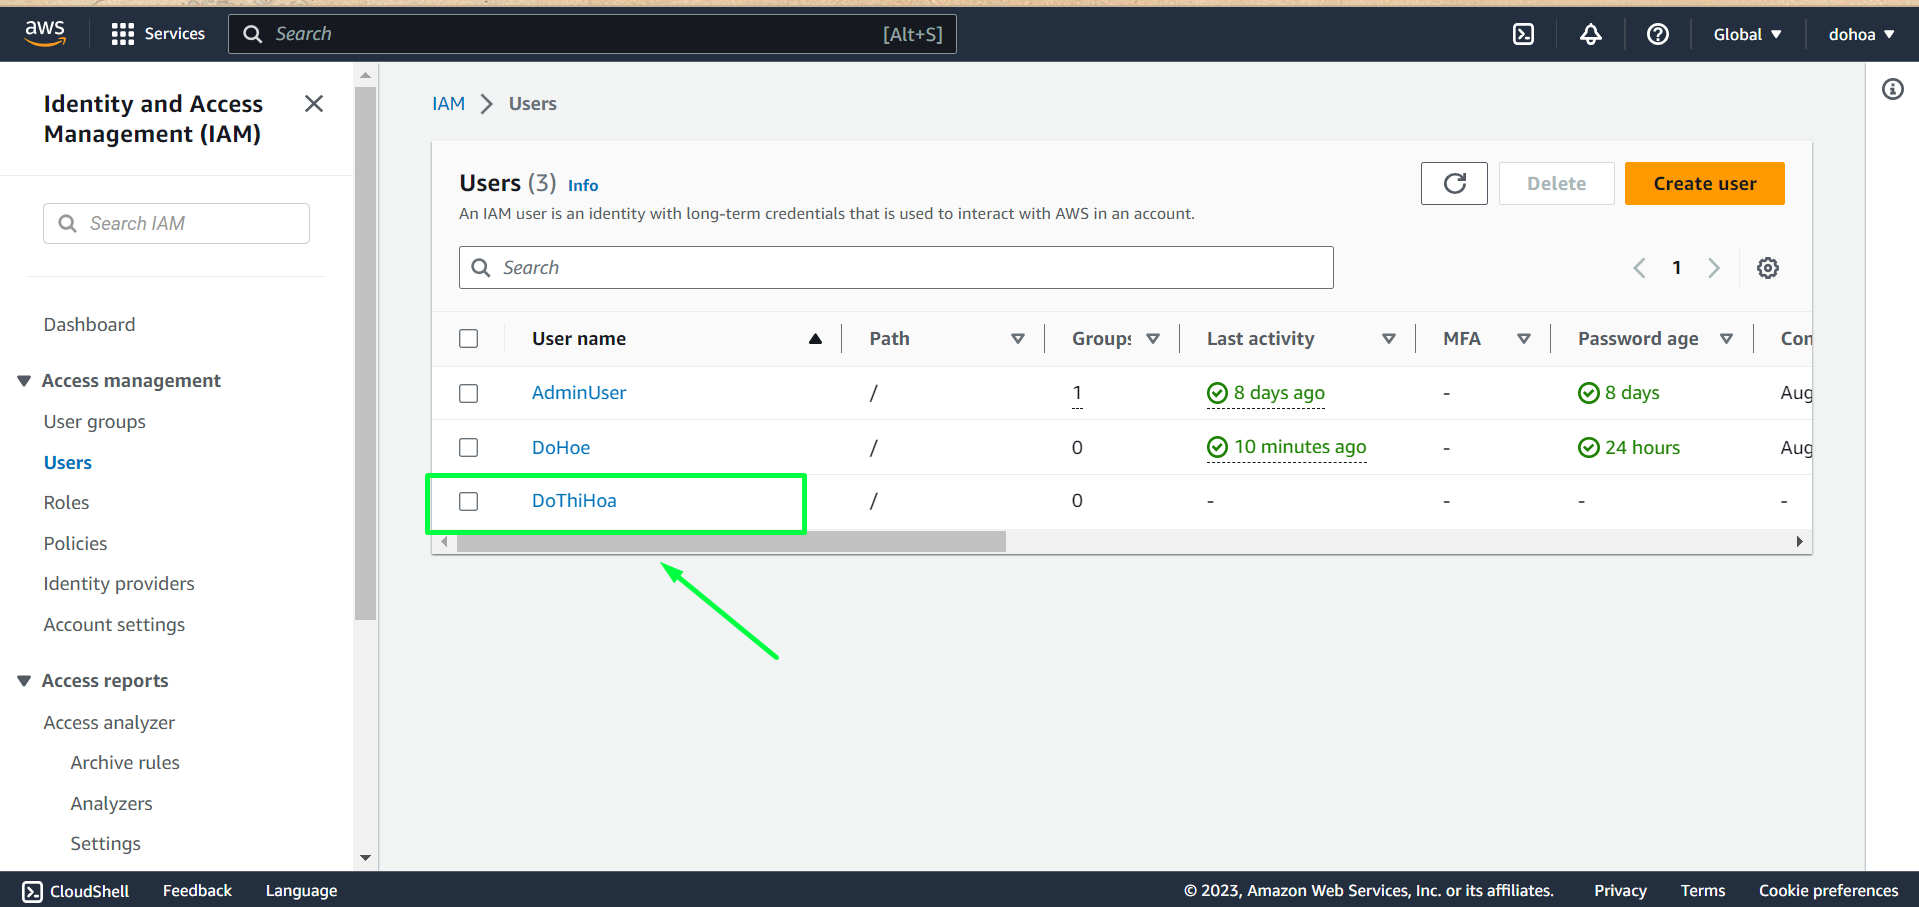 aws
Services
Search
[Alt+S]
Global
dohoa
Identity and Access
Management (IAM)
Search IAM
Dashboard
Access management
User groups
Users
Roles
Policies
Identity providers
Account settings
Access reports
Access analyzer
Archive rules
Analyzers
Settings
IAM
Users
Users (3) Info
An IAM user is an identity with long-term credentials that is used to interact with AWS in an account.
Delete
Create user
Search
1
User name Path Groups Last activity MFA Password age Con
AdminUser / 1 8 days ago - 8 days Aug
DoHoe / 0 10 minutes ago - 24 hours Aug
DoThiHoa / 0 - - - -
CloudShell Feedback Language © 2023, Amazon Web Services, Inc. or its affiliates. Privacy Terms Cookie preferences